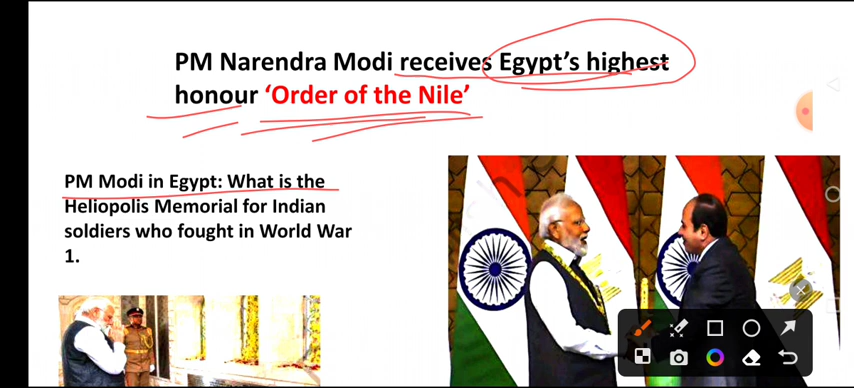 PM Narendra Modi receives Egypt's highest
honour ‘Order of the Nile’
PM Modi in Egypt: What is the
Heliopolis Memorial for Indian
soldiers who fought in World War
1.